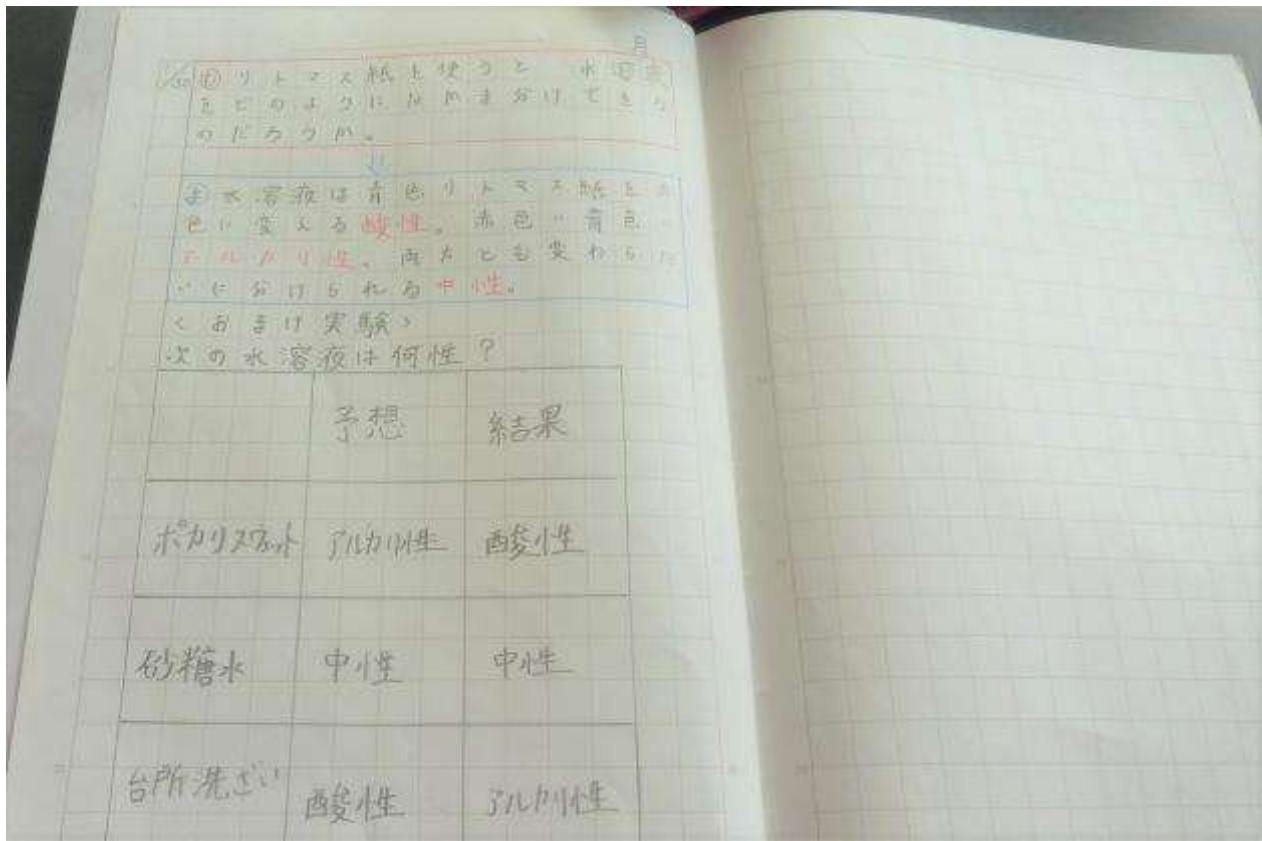 月
1/30 も リトマス紙を使うと 水溶液
をどのようになかま分けできる
のだろうか。
ま 水溶液は青色リトマス紙を赤
色に変える酸性。赤色〃青色〃
アルカリ性。両方とも変わらな
いに分けられる中性。
<おまけ実験>
次の水溶液は何性?
予想 結果
ポカリスウェット アルカリ性 酸性
砂糖水 中性 中性
台所洗ざい 酸性 アルカリ性